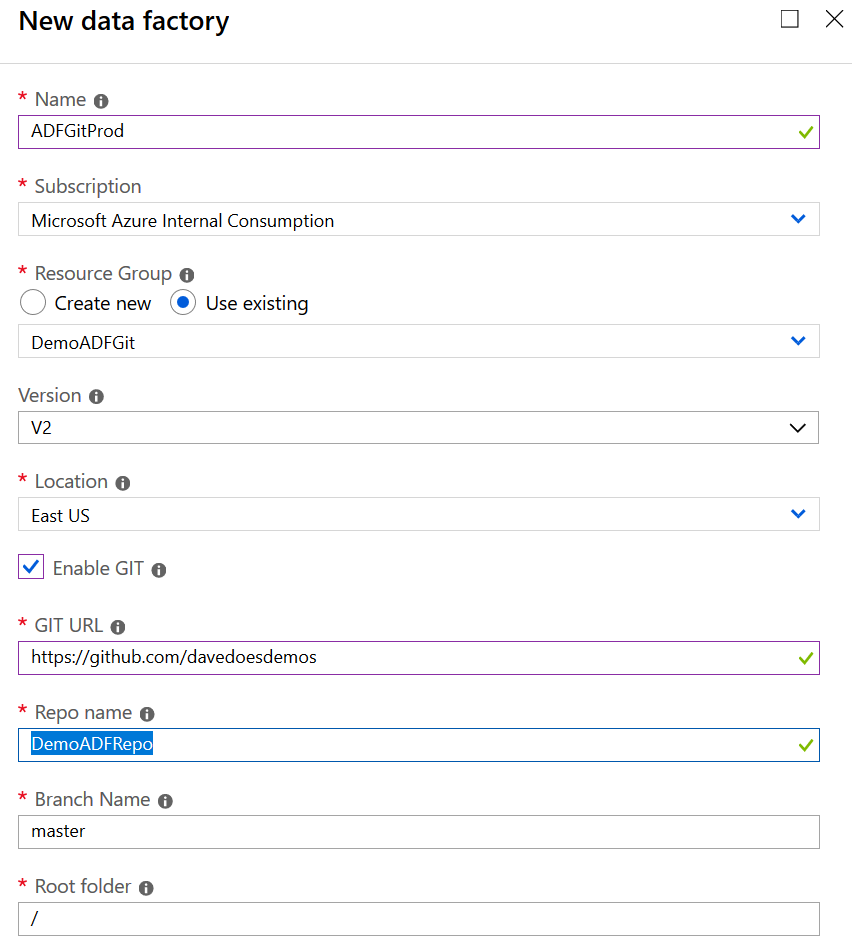 New data factory
* Name
ADFGitProd
* Subscription
Microsoft Azure Internal Consumption
* Resource Group
Create new Use existing
DemoADFGit
Version
V2
* Location
East US
Enable GIT
* GIT URL
https://github.com/davedoesdemos
* Repo name
DemoADFRepo
* Branch Name
master
* Root folder
/